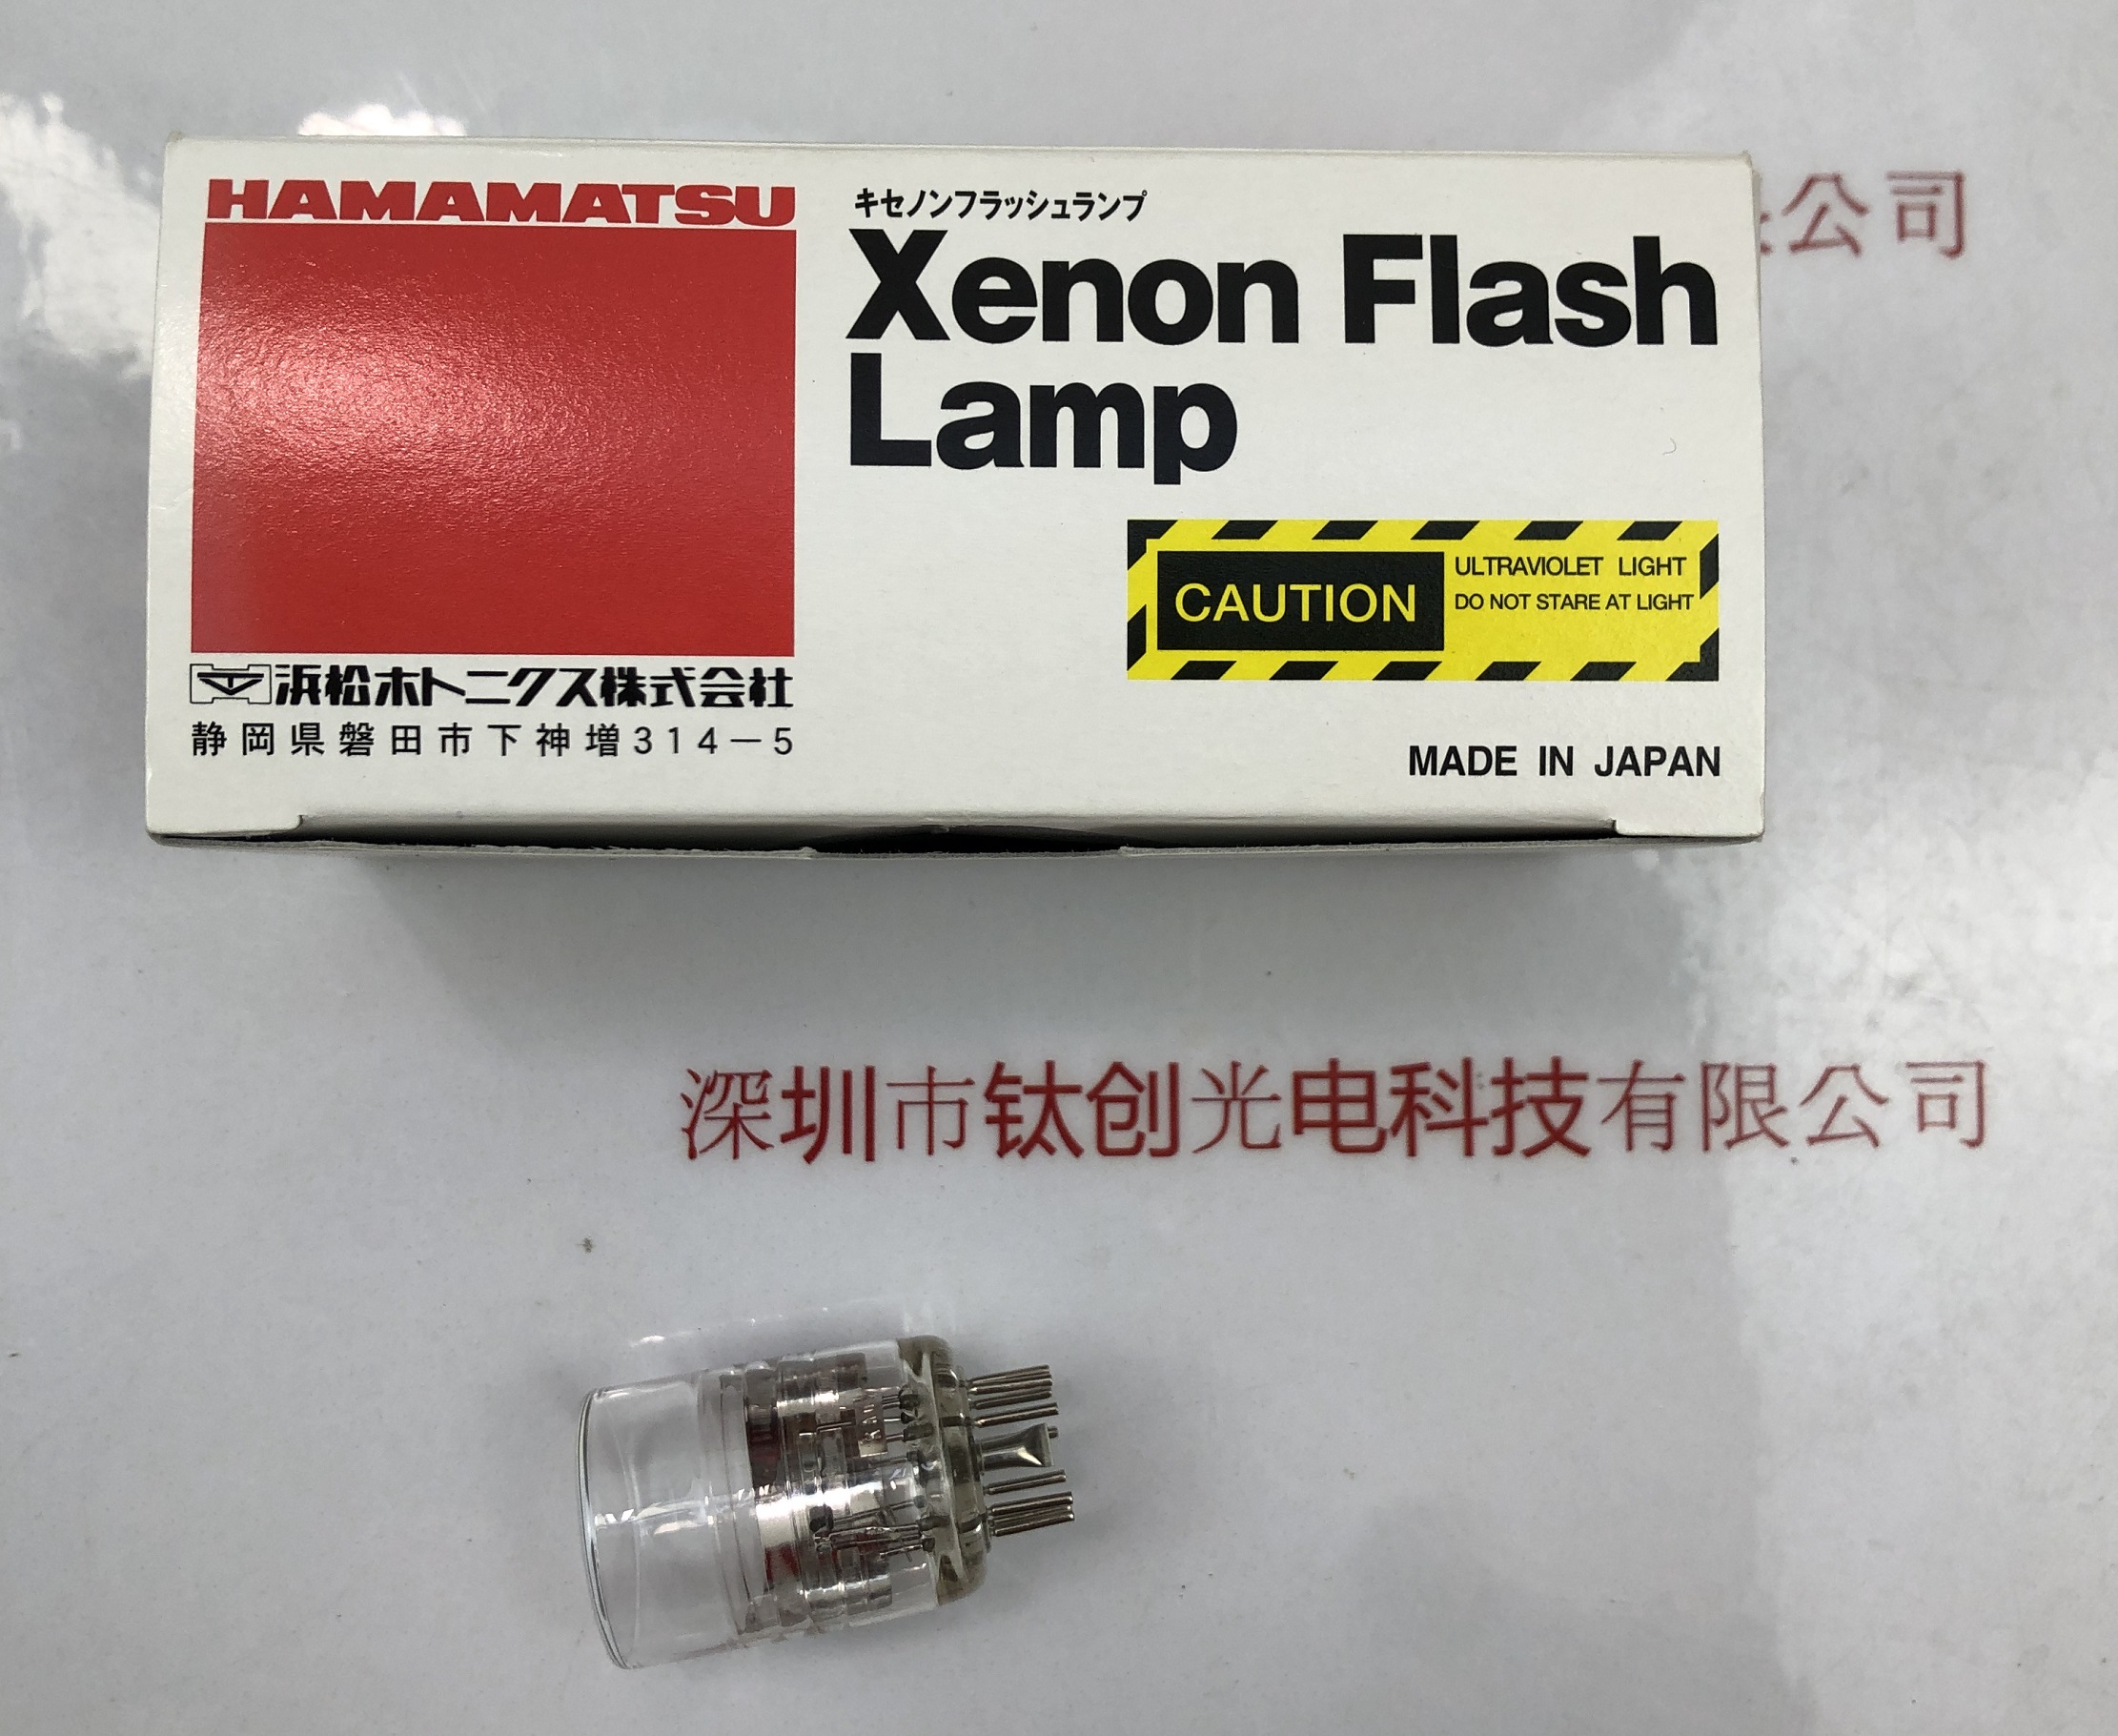 HAMAMATSU
浜松ホトニクス株式会社
静岡県磐田市下神増314－5
キセノンフラッシュランプ
Xenon Flash
Lamp
CAUTION
ULTRAVIOLET LIGHT
DO NOT STARE AT LIGHT
MADE IN JAPAN
公司
深圳市钛创光电科技有限公司